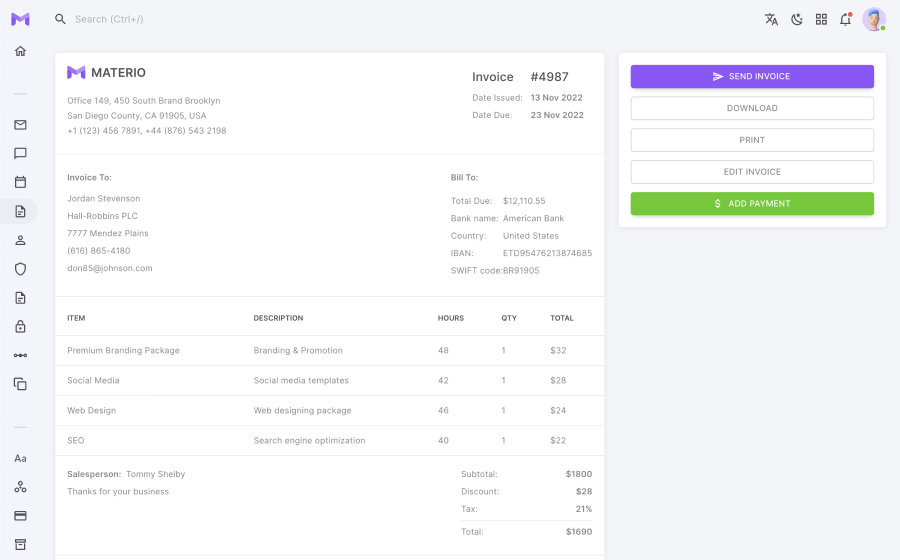 Search (Ctrl+/)
MATERIO
Office 149, 450 South Brand Brooklyn
San Diego County, CA 91905, USA
+1 (123) 456 7891, +44 (876) 543 2198
Invoice #4987
Date Issued: 13 Nov 2022
Date Due: 23 Nov 2022
Invoice To:
Jordan Stevenson
Hall-Robbins PLC
7777 Mendez Plains
(616) 865-4180
don85@johnson.com
Bill To:
Total Due: $12,110.55
Bank name: American Bank
Country: United States
IBAN: ETD95476213874685
SWIFT code: BR91905
ITEM DESCRIPTION HOURS QTY TOTAL
Premium Branding Package Branding & Promotion 48 1 $32
Social Media Social media templates 42 1 $28
Web Design Web designing package 46 1 $24
SEO Search engine optimization 40 1 $22
Salesperson: Tommy Shelby
Thanks for your business
Subtotal: $1800
Discount: $28
Tax: 21%
Total: $1690
SEND INVOICE
DOWNLOAD
PRINT
EDIT INVOICE
$ ADD PAYMENT
Aa